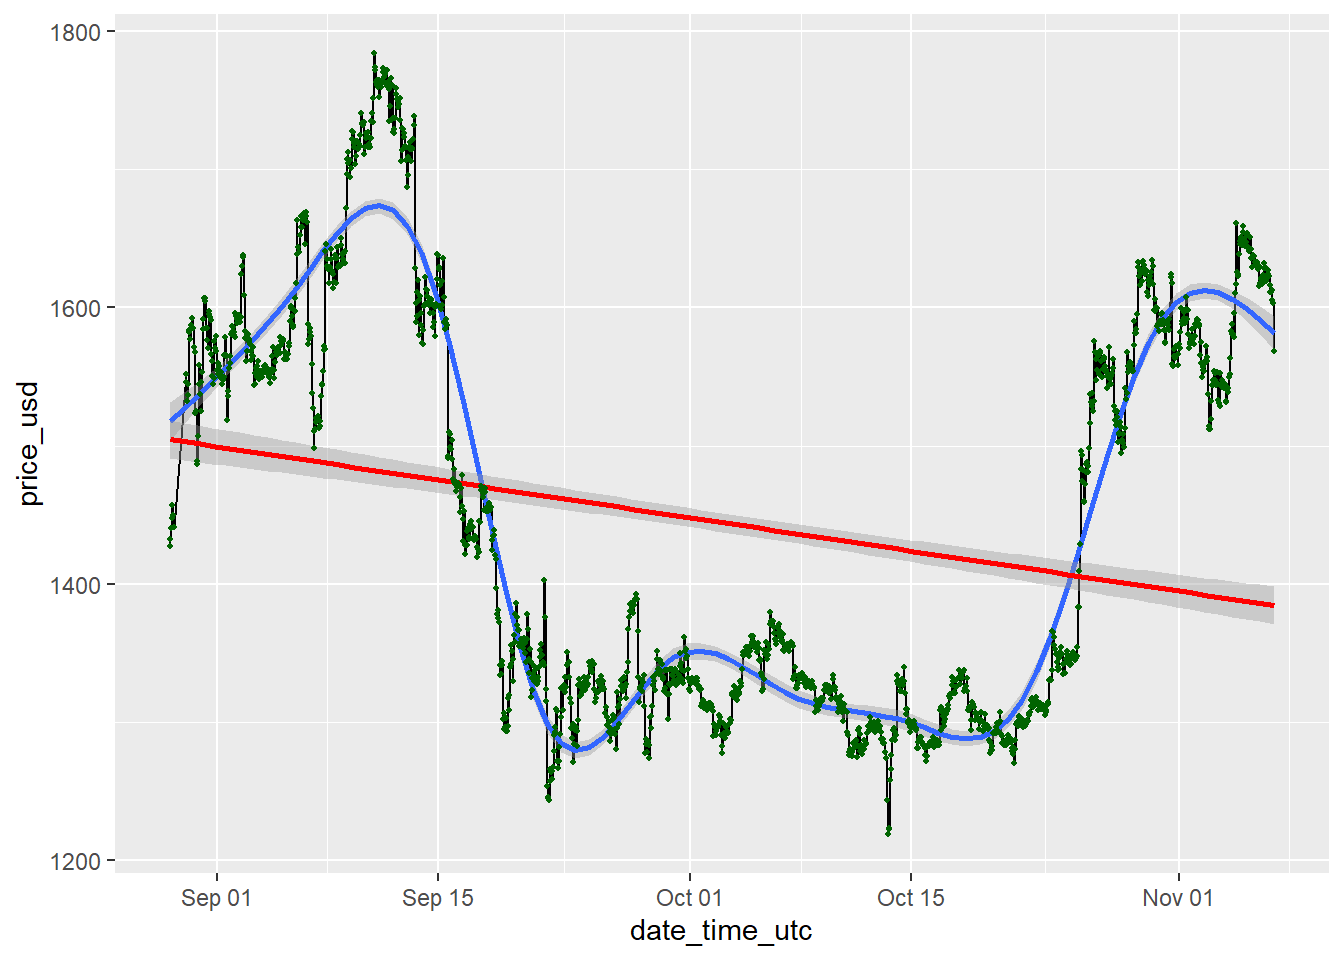 price_usd
1800
1600
1400
1200
Sep 01
Sep 15
Oct 01
Oct 15
Nov 01
date_time_utc